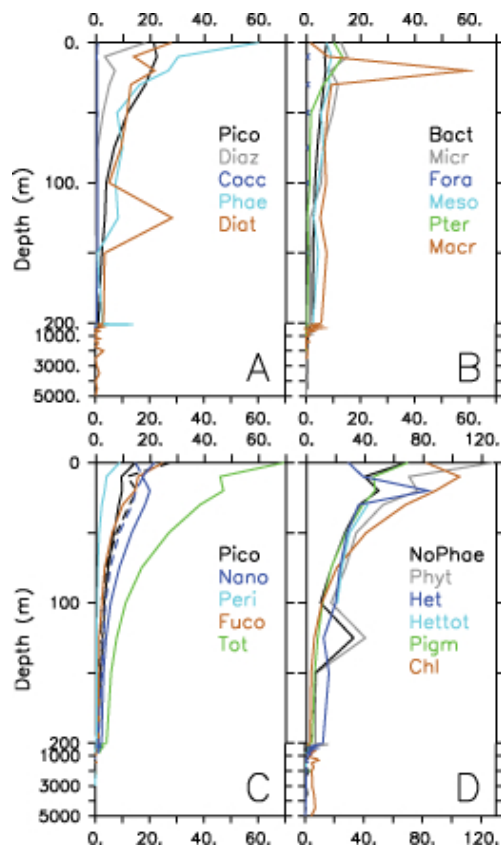 0. 20. 40. 60. 0. 20. 40. 60.
0.
100.
200.
1000.
3000.
5000.
Depth (m)
Pico
Diaz
Cocc
Phae
Diat
A
Bact
Micr
Fora
Meso
Pter
Macr
B
0. 20. 40. 60. 0. 20. 40. 60.
0. 20. 40. 60. 0. 40. 80. 120.
0
100
200
1000
3000
5000
Depth (m)
Pico
Nano
Peri
Fuco
Tot
C
NoPhae
Phyt
Het
Hettot
Pigm
Chl
D
0. 20. 40. 60. 0. 40. 80. 120.